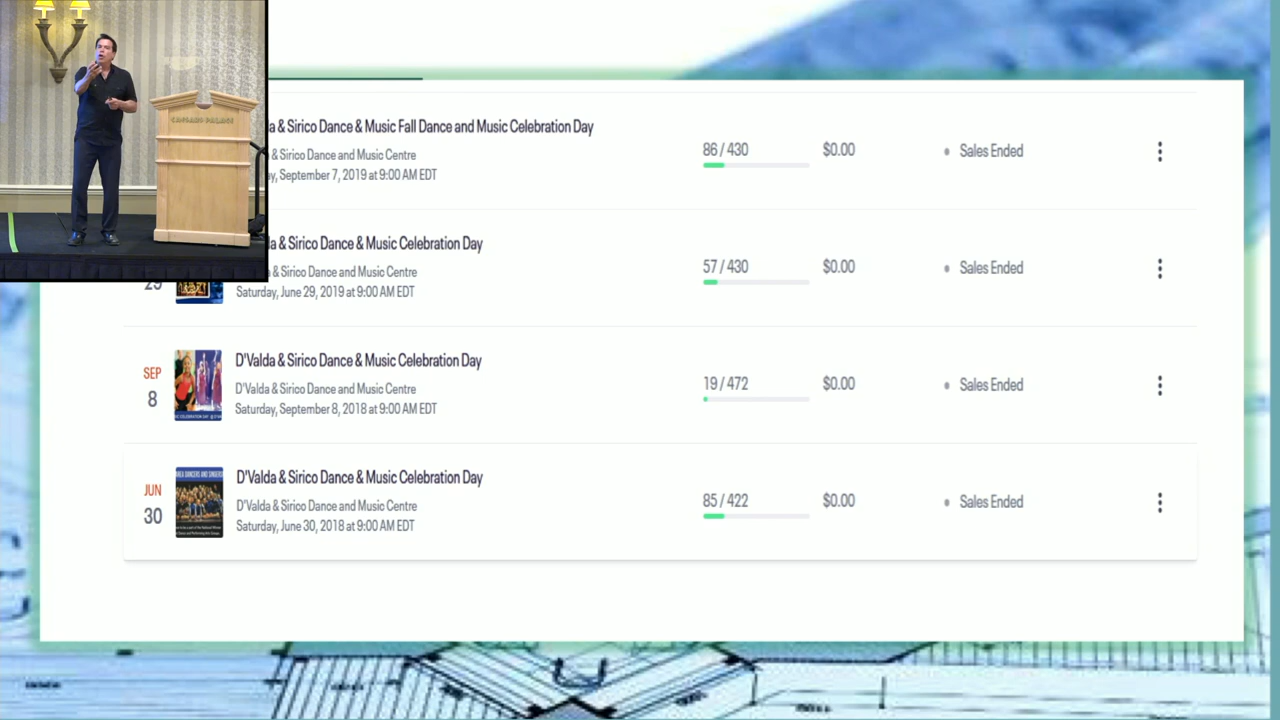 CAESARS PALACE
a & Sirico Dance & Music Fall Dance and Music Celebration Day
& Sirico Dance and Music Centre
ay, September 7, 2019 at 9:00 AM EDT
86 / 430
$0.00
Sales Ended
a & Sirico Dance & Music Celebration Day
& Sirico Dance and Music Centre
Saturday, June 29, 2019 at 9:00 AM EDT
29
57 / 430
$0.00
Sales Ended
SEP
8
D'Valda & Sirico Dance & Music Celebration Day
D'Valda & Sirico Dance and Music Centre
Saturday, September 8, 2018 at 9:00 AM EDT
19 / 472
$0.00
Sales Ended
JUN
30
D'Valda & Sirico Dance & Music Celebration Day
D'Valda & Sirico Dance and Music Centre
Saturday, June 30, 2018 at 9:00 AM EDT
85 / 422
$0.00
Sales Ended